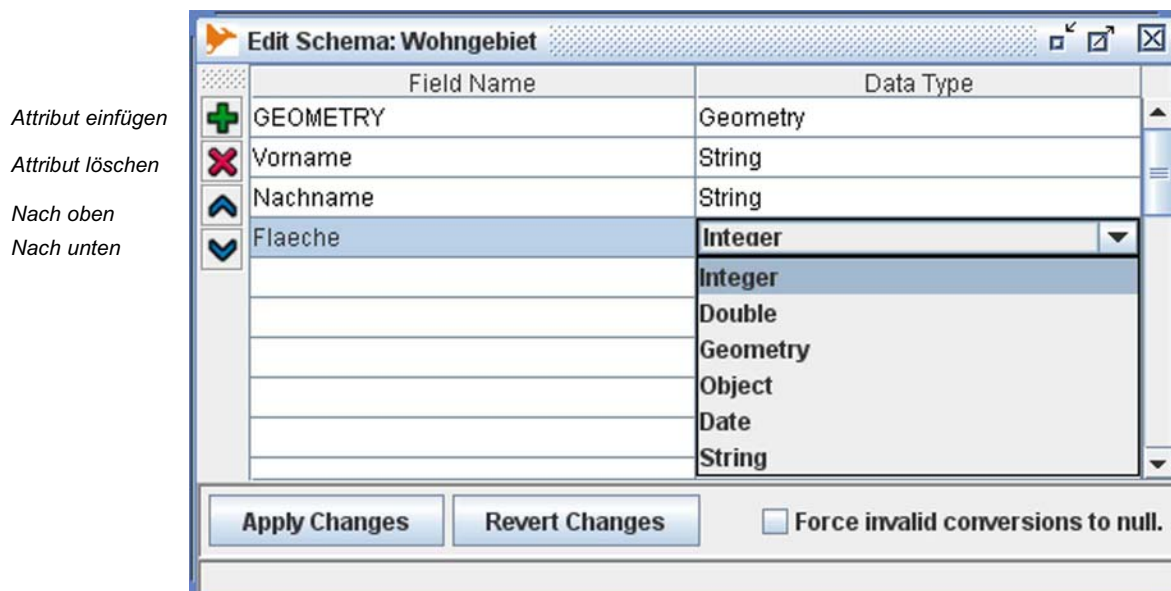 Edit Schema: Wohngebiet
Field Name Data Type
Attribut einfügen GEOMETRY Geometry
Attribut löschen Vorname String
Nach oben Nachname String
Nach unten Flaeche Integer
Integer
Double
Geometry
Object
Date
String
Apply Changes Revert Changes Force invalid conversions to null.